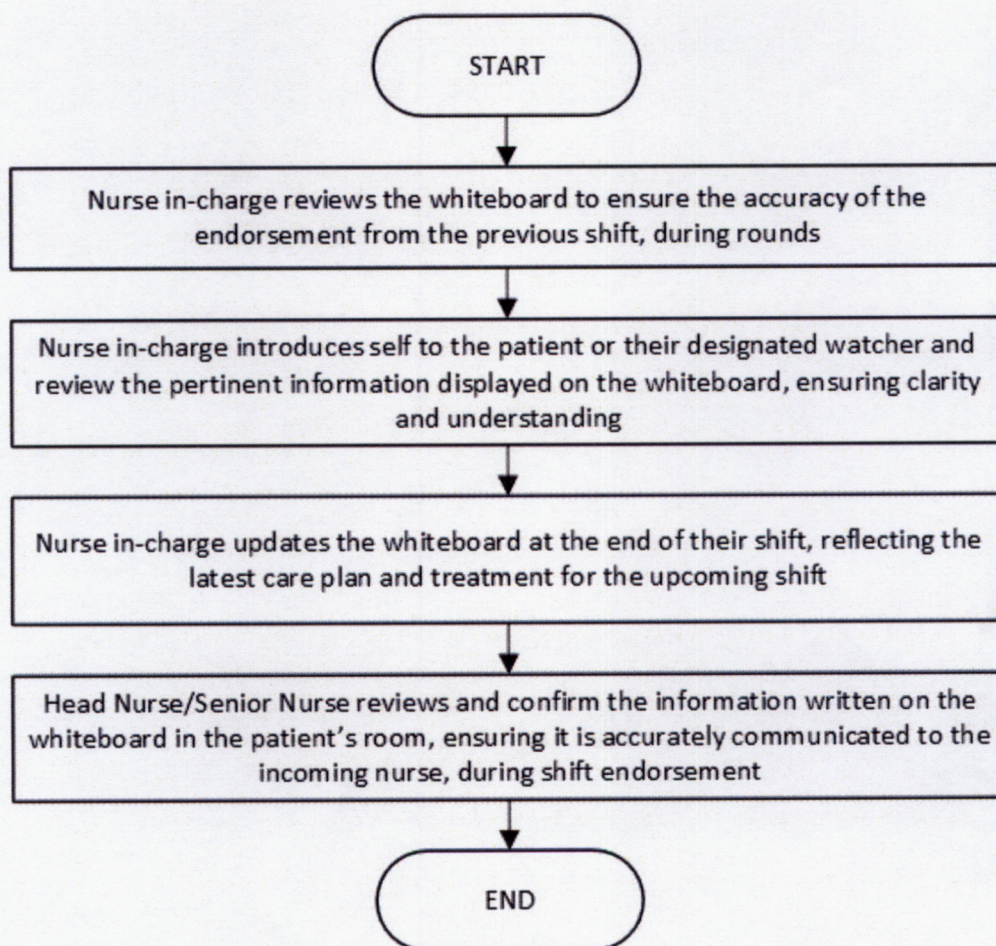 START
Nurse in-charge reviews the whiteboard to ensure the accuracy of the
endorsement from the previous shift, during rounds
Nurse in-charge introduces self to the patient or their designated watcher and
review the pertinent information displayed on the whiteboard, ensuring clarity
and understanding
Nurse in-charge updates the whiteboard at the end of their shift, reflecting the
latest care plan and treatment for the upcoming shift
Head Nurse/Senior Nurse reviews and confirm the information written on the
whiteboard in the patient's room, ensuring it is accurately communicated to the
incoming nurse, during shift endorsement
END